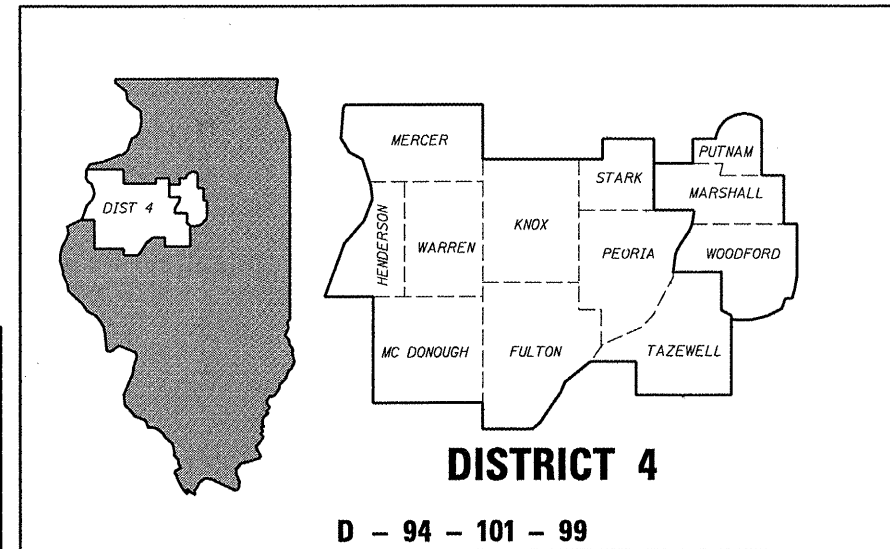 DIST 4
MERCER
HENDERSON
WARREN
KNOX
STARK
PUTNAM
MARSHALL
PEORIA
WOODFORD
MC DONOUGH
FULTON
TAZEWELL
DISTRICT 4
D – 94 – 101 – 99